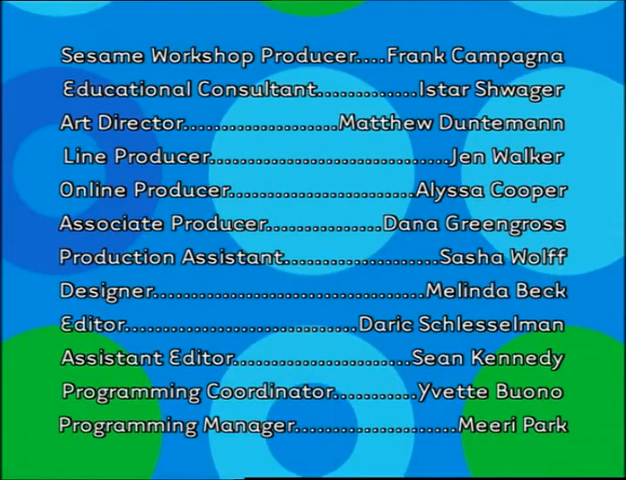 Sesame Workshop Producer....Frank Campagna
Educational Consultant.............Istar Shwager
Art Director....................Matthew Duntemann
Line Producer...............................Jen Walker
Online Producer........................Alyssa Cooper
Associate Producer...............Dana Greengross
Production Assistant....................Sasha Wolff
Designer...................................Melinda Beck
Editor..............................Daric Schlesselman
Assistant Editor.......................Sean Kennedy
Programming Coordinator...........Yvette Buono
Programming Manager.....................Meeri Park